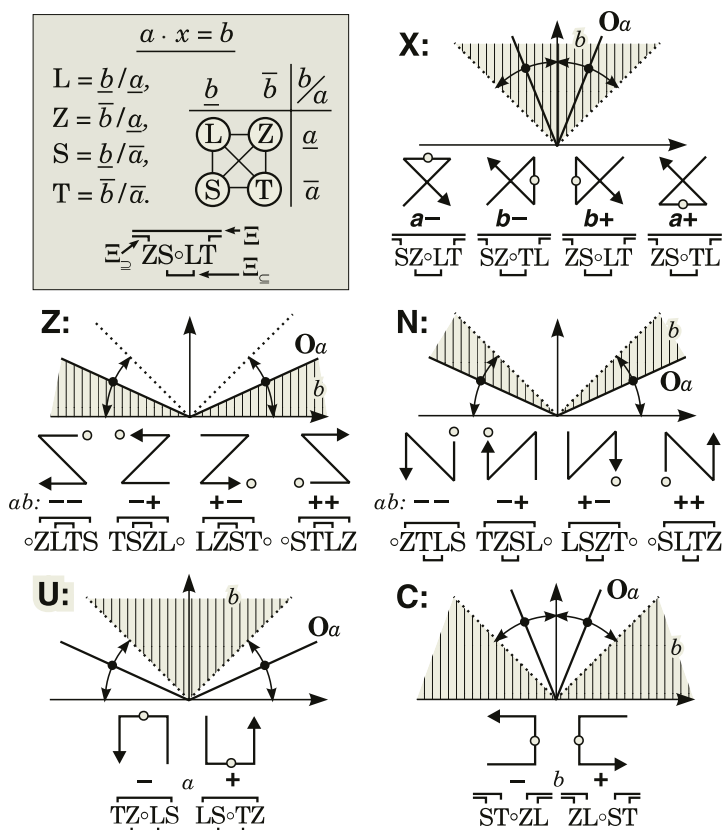 a · x = b
L = b/a,
Z = b̅/a,
S = b/a̅,
T = b̅/a̅.
b b̅ b/a
L Z a
S T a̅
Ξ
Ξ⊇ ZS∘LT Ξ⊆
X: b Oa
a− b− b+ a+
SZ∘LT SZ∘TL ZS∘LT ZS∘TL
Z: Oa b
ab: −− −+ +− ++
∘ZLTS TSZL∘ LZST∘ ∘STLZ
N: b Oa
ab: −− −+ +− ++
∘ZTLS TZSL∘ LSZT∘ ∘SLTZ
U: b Oa
− a +
TZ∘LS LS∘TZ
C: Oa b
− b +
ST∘ZL ZL∘ST